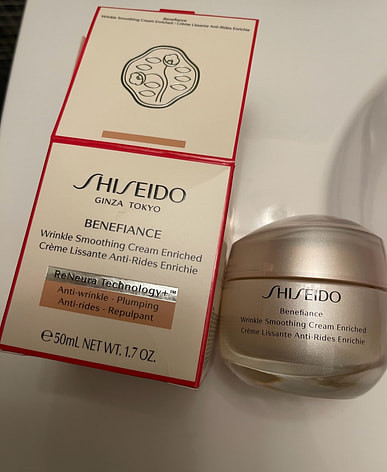 Benefiance
Wrinkle Smoothing Cream Enriched - Crème Lissante Anti-Rides Enrichie
SHISEIDO
GINZA TOKYO
BENEFIANCE
Wrinkle Smoothing Cream Enriched
Crème Lissante Anti-Rides Enrichie
ReNeura Technology+™
Anti-wrinkle - Plumping
Anti-rides - Repulpant
℮ 50mL NET WT. 1.7 OZ.
SHISEIDO
Benefiance
Wrinkle Smoothing Cream Enriched
Crème Lissante Anti-Rides Enrichie